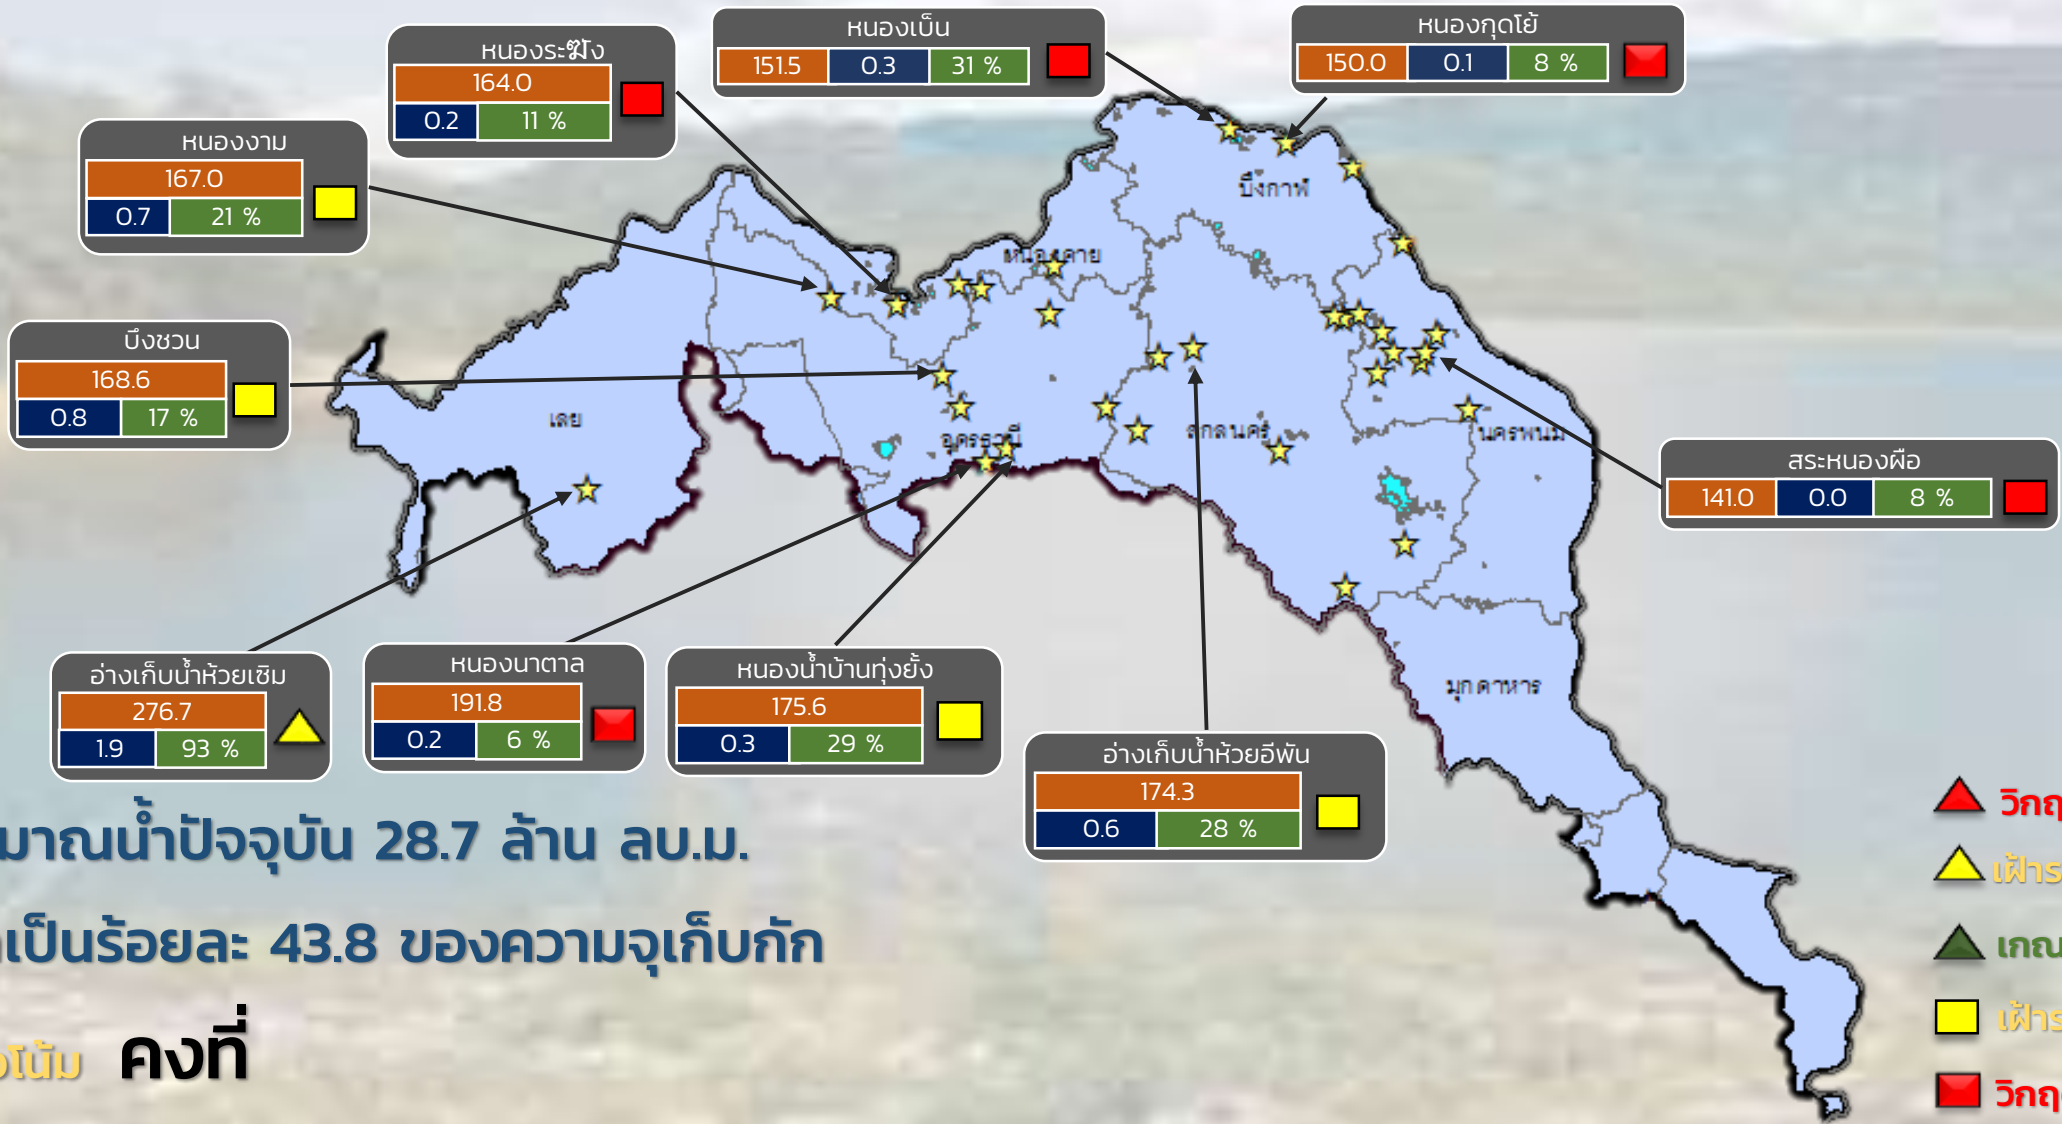 หนองเบ็น
151.5 0.3 31 %
หนองกุดโย้
150.0 0.1 8 %
164.0
0.2 11 %
หนองงาม
167.0
0.7 21 %
บึงชวน
168.6
0.8 17 %
บึงกาฬ
หนองคาย
เลย
อุดรธานี
สกลนคร
นครพนม
มุกดาหาร
สระหนองผือ
141.0 0.0 8 %
อ่างเก็บน้ำห้วยเซิม
276.7
1.9 93 %
หนองนาตาล
191.8
0.2 6 %
หนองน้ำบ้านทุ่งยั้ง
175.6
0.3 29 %
อ่างเก็บน้ำห้วยอีพัน
174.3
0.6 28 %
มาณน้ำปัจจุบัน 28.7 ล้าน ลบ.ม.
เป็นร้อยละ 43.8 ของความจุเก็บกัก
โน้ม คงที่
วิกฤ
เฝ้าร
เกณ
เฝ้าร
วิกฤ